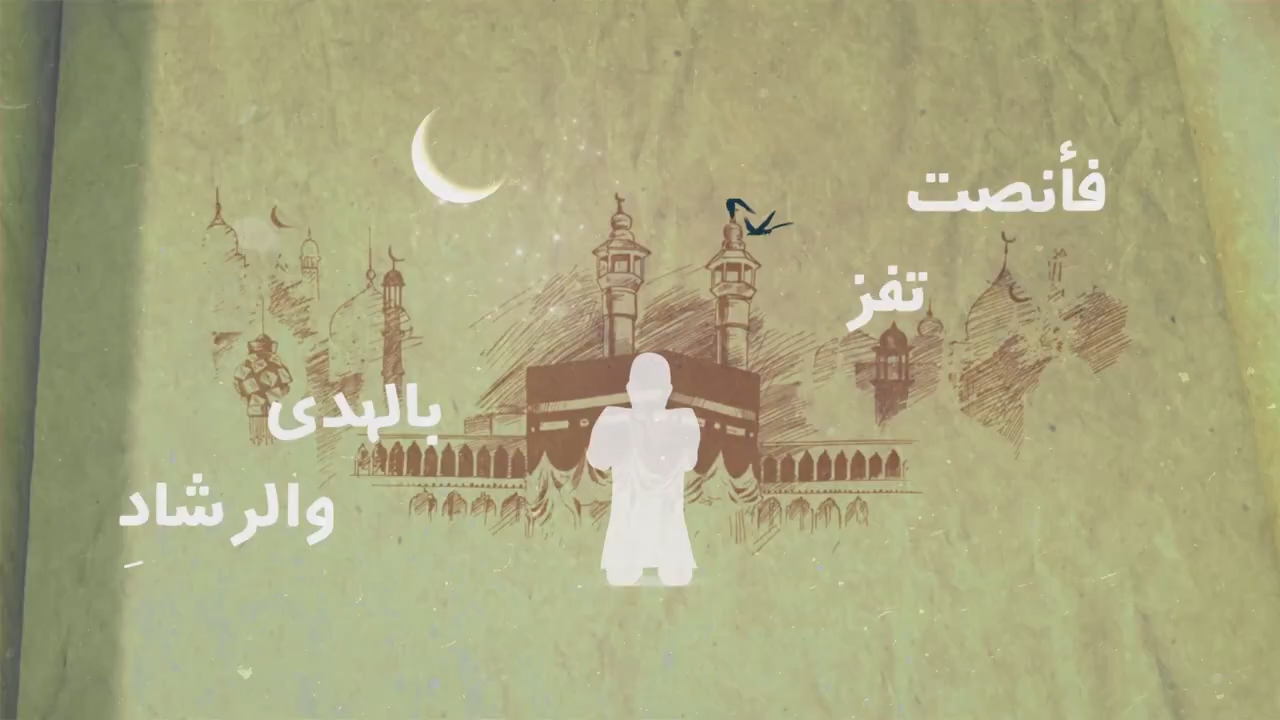 فأنصت
تفز
بالهدى
والرشادِ